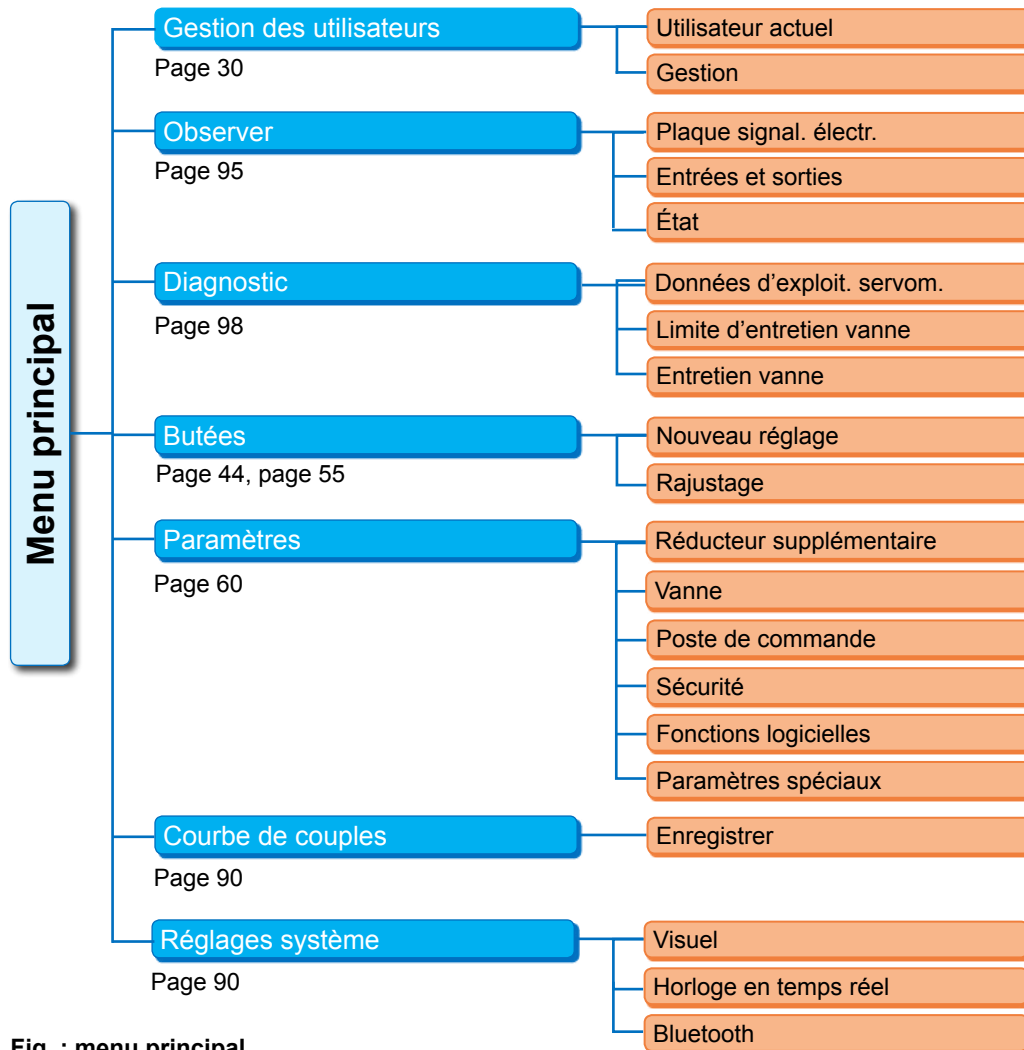 Menu principal
Gestion des utilisateurs
Page 30
Utilisateur actuel
Gestion
Observer
Page 95
Plaque signal. électr.
Entrées et sorties
État
Diagnostic
Page 98
Données d’exploit. servom.
Limite d’entretien vanne
Entretien vanne
Butées
Page 44, page 55
Nouveau réglage
Rajustage
Paramètres
Page 60
Réducteur supplémentaire
Vanne
Poste de commande
Sécurité
Fonctions logicielles
Paramètres spéciaux
Courbe de couples
Page 90
Enregistrer
Réglages système
Page 90
Visuel
Horloge en temps réel
Bluetooth
Fig. : menu principal